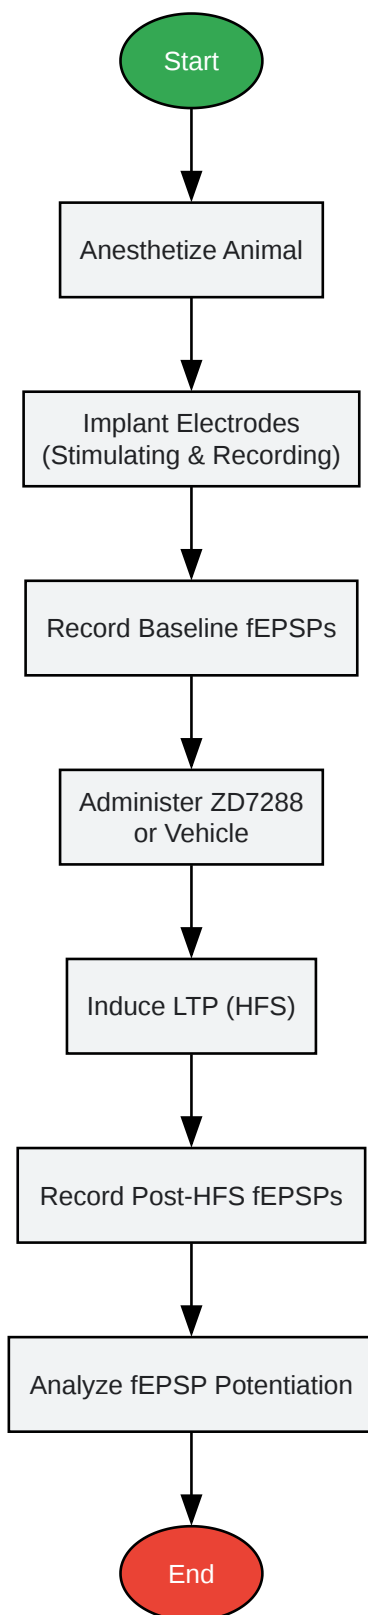 Start
Anesthetize Animal
Implant Electrodes
(Stimulating & Recording)
Record Baseline fEPSPs
Administer ZD7288
or Vehicle
Induce LTP (HFS)
Record Post-HFS fEPSPs
Analyze fEPSP Potentiation
End